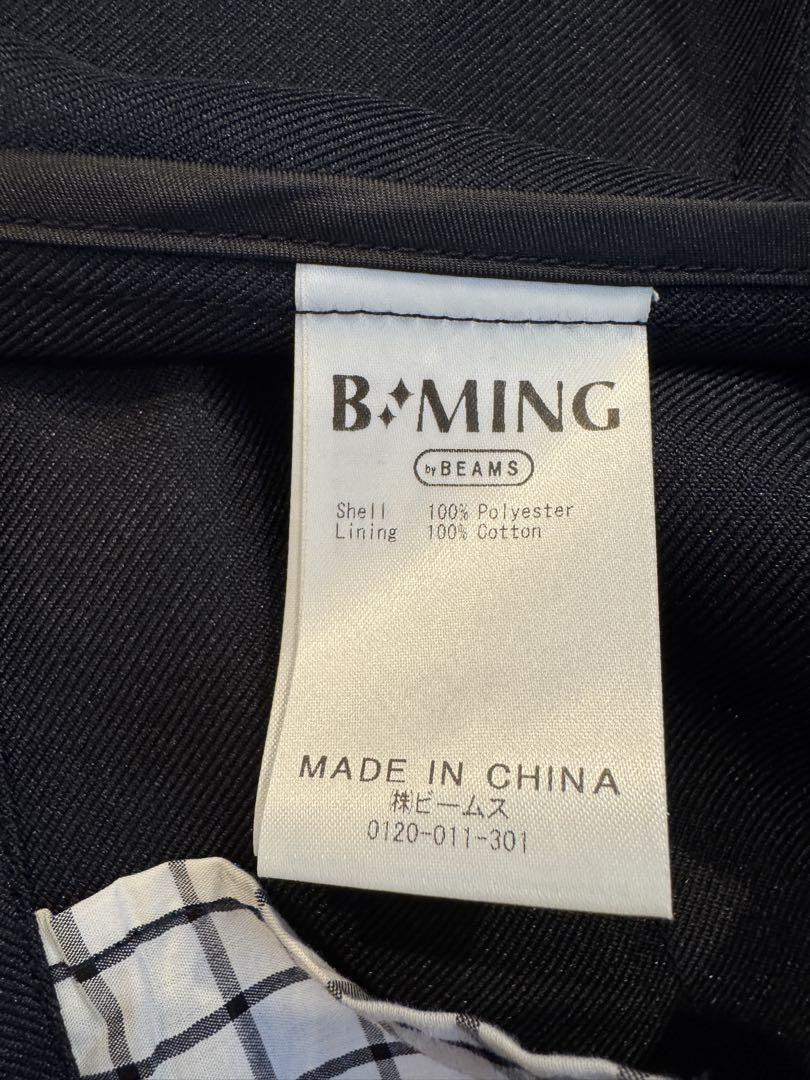 B MING
by BEAMS
Shell 100% Polyester
Lining 100% Cotton
MADE IN CHINA
㈱ビームス
0120-011-301